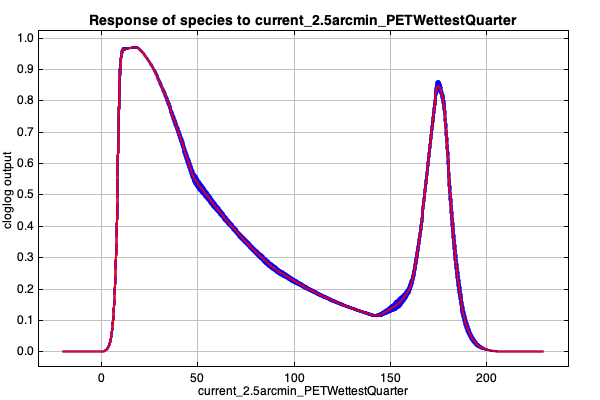 Response of species to current_2.5arcmin_PETWettestQuarter
1.0
0.9
0.8
0.7
0.6
0.5
0.4
0.3
0.2
0.1
0.0
cloglog output
0 50 100 150 200
current_2.5arcmin_PETWettestQuarter